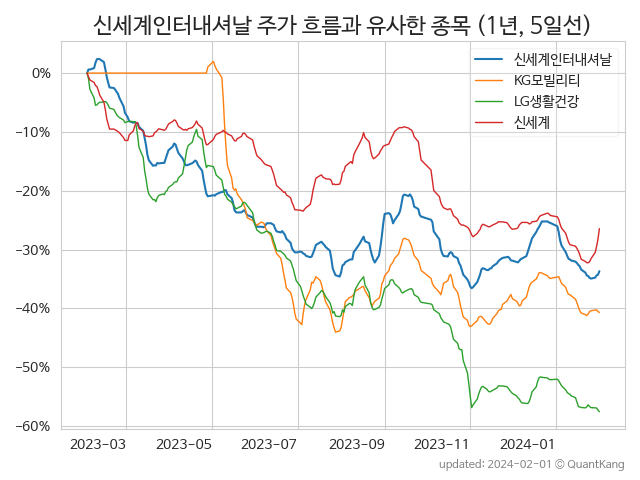 신세계인터내셔날 주가 흐름과 유사한 종목 (1년, 5일선)
신세계인터내셔날
KG모빌리티
LG생활건강
신세계
0%
−10%
−20%
−30%
−40%
−50%
−60%
2023-03 2023-05 2023-07 2023-09 2023-11 2024-01
updated: 2024-02-01 © QuantKang